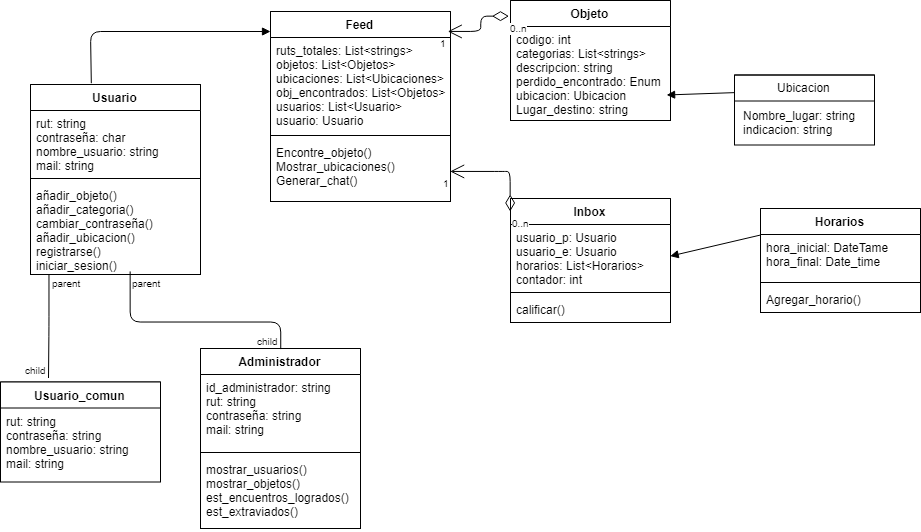 Feed
ruts_totales: List<strings>
objetos: List<Objetos>
ubicaciones: List<Ubicaciones>
obj_encontrados: List<Objetos>
usuarios: List<Usuario>
usuario: Usuario
Encontre_objeto()
Mostrar_ubicaciones()
Generar_chat()
1
1
Objeto
0..n
codigo: int
categorias: List<strings>
descripcion: string
perdido_encontrado: Enum
ubicacion: Ubicacion
Lugar_destino: string
Ubicacion
Nombre_lugar: string
indicacion: string
Usuario
rut: string
contraseña: char
nombre_usuario: string
mail: string
añadir_objeto()
añadir_categoria()
cambiar_contraseña()
añadir_ubicacion()
registrarse()
iniciar_sesion()
parent
parent
child
child
Inbox
0..n
usuario_p: Usuario
usuario_e: Usuario
horarios: List<Horarios>
contador: int
calificar()
Horarios
hora_inicial: DateTame
hora_final: Date_time
Agregar_horario()
Administrador
id_administrador: string
rut: string
contraseña: string
mail: string
mostrar_usuarios()
mostrar_objetos()
est_encuentros_logrados()
est_extraviados()
Usuario_comun
rut: string
contraseña: string
nombre_usuario: string
mail: string